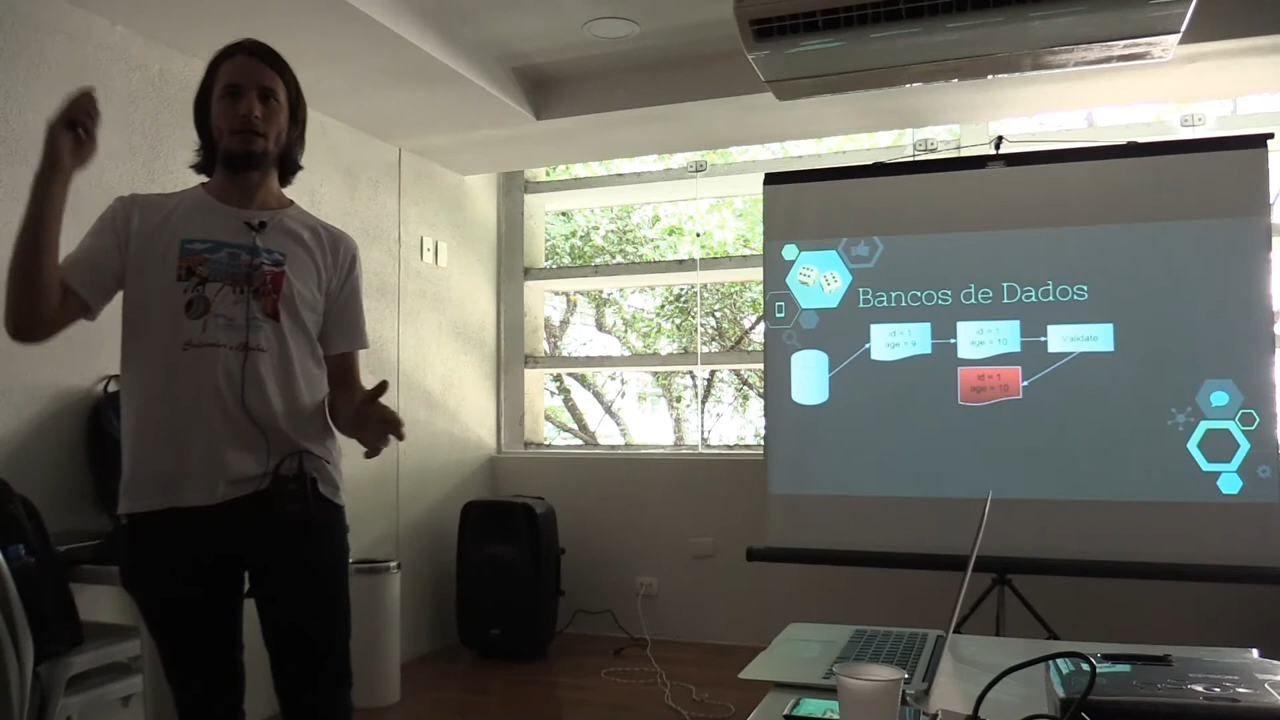 Bancos de Dados
id = 1
age = 9
id = 1
age = 10
Validate
id = 1
age = 10